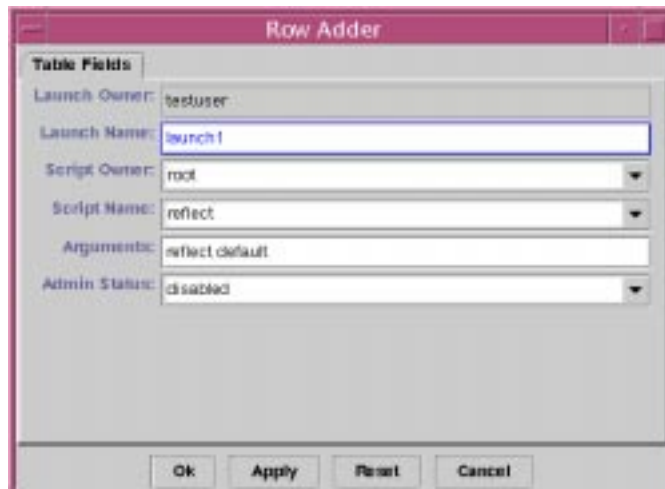 Row Adder
Table Fields
Launch Owner: testuser
Launch Name: launch1
Script Owner: root
Script Name: reflect
Arguments: reflect default
Admin Status: disabled
Ok Apply Reset Cancel